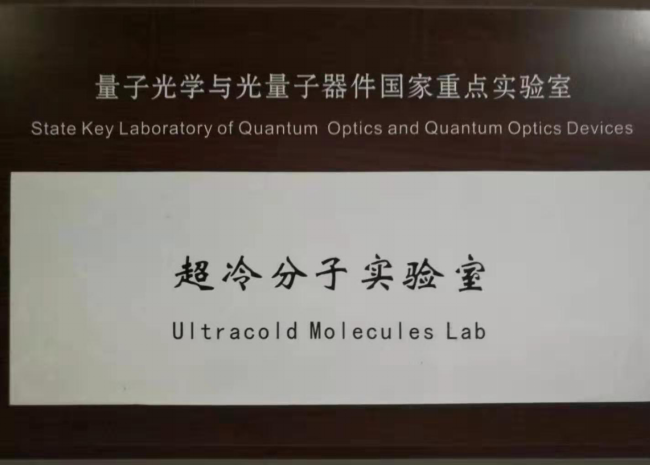 量子光学与光量子器件国家重点实验室
State Key Laboratory of Quantum Optics and Quantum Optics Devices
超冷分子实验室
Ultracold Molecules Lab